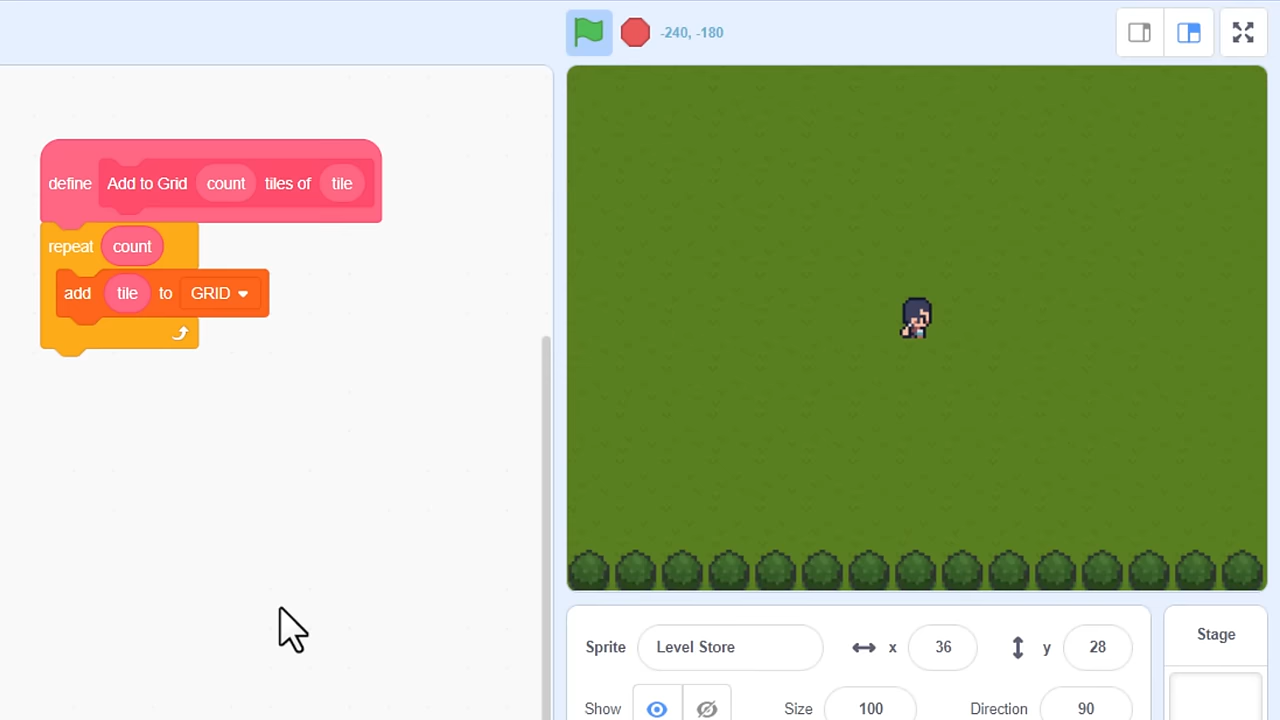 -240, -180
define Add to Grid count tiles of tile
repeat count
add tile to GRID
Sprite Level Store x 36 y 28
Show Size 100 Direction 90
Stage